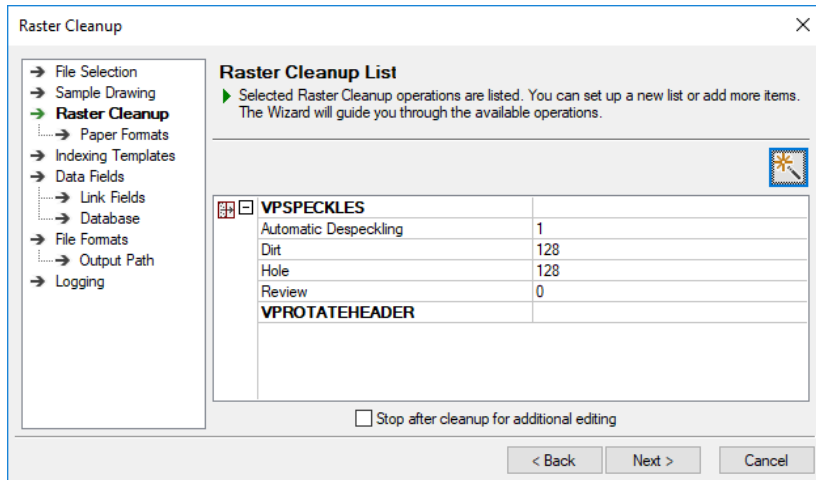 Raster Cleanup
File Selection
Sample Drawing
Raster Cleanup
Paper Formats
Indexing Templates
Data Fields
Link Fields
Database
File Formats
Output Path
Logging
Raster Cleanup List
Selected Raster Cleanup operations are listed. You can set up a new list or add more items.
The Wizard will guide you through the available operations.
VPSPECKLES
Automatic Despeckling 1
Dirt 128
Hole 128
Review 0
VPROTATEHEADER
Stop after cleanup for additional editing
< Back Next > Cancel